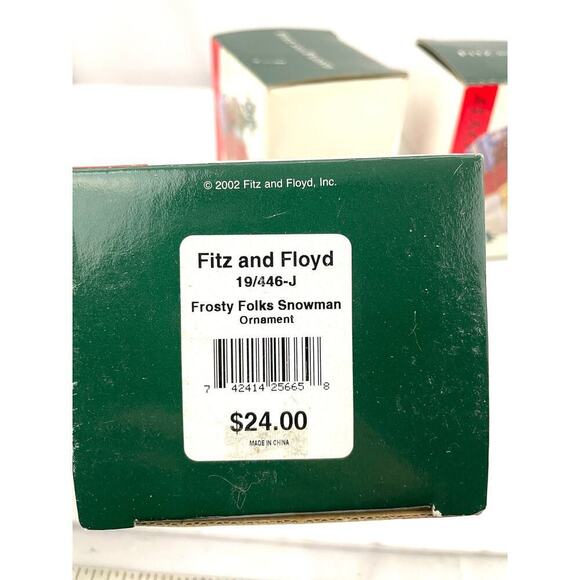 © 2002 Fitz and Floyd, Inc.
Fitz and Floyd
19/446-J
Frosty Folks Snowman
Ornament
7 42414 25665 8
$24.00
MADE IN CHINA